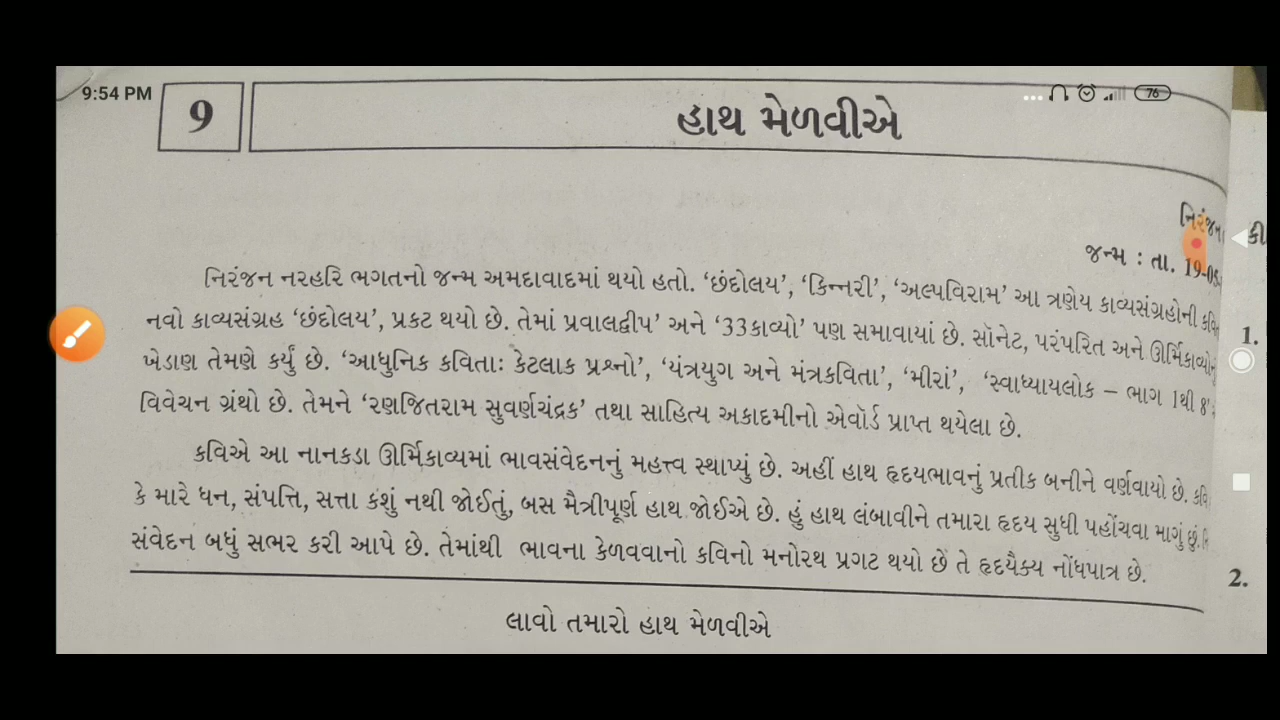 9:54 PM
76
9
હાથ મેળવીએ
નિરંજન
જન્મ : તા. 19-05-
નિરંજન નરહરિ ભગતનો જન્મ અમદાવાદમાં થયો હતો. ‘છંદોલય’, ‘કિન્નરી’, ‘અલ્પવિરામ’ આ ત્રણેય કાવ્યસંગ્રહોની
નવો કાવ્યસંગ્રહ ‘છંદોલય’, પ્રકટ થયો છે. તેમાં પ્રવાલદ્વીપ’ અને ‘33કાવ્યો’ પણ સમાવાયાં છે. સૉનેટ, પરંપરિત અને ઊર્મિકાવ્યોનું
ખેડાણ તેમણે કર્યું છે. ‘આધુનિક કવિતાઃ કેટલાક પ્રશ્નો’, ‘યંત્રયુગ અને મંત્રકવિતા’, ‘મીરાં’, ‘સ્વાધ્યાયલોક – ભાગ 1થી 8’
વિવેચન ગ્રંથો છે. તેમને ‘રણજિતરામ સુવર્ણચંદ્રક’ તથા સાહિત્ય અકાદમીનો એવૉર્ડ પ્રાપ્ત થયેલા છે.
કવિએ આ નાનકડા ઊર્મિકાવ્યમાં ભાવસંવેદનનું મહત્ત્વ સ્થાપ્યું છે. અહીં હાથ હૃદયભાવનું પ્રતીક બનીને વર્ણવાયો છે.
કે મારે ધન, સંપત્તિ, સત્તા કંશું નથી જોઈતું, બસ મૈત્રીપૂર્ણ હાથ જોઈએ છે. હું હાથ લંબાવીને તમારા હૃદય સુધી પહોંચવા માગું છું.
સંવેદન બધું સભર કરી આપે છે. તેમાંથી ભાવના કેળવવાનો કવિનો મનોરથ પ્રગટ થયો છે તે હૃદયૈક્ય નોંધપાત્ર છે.
લાવો તમારો હાથ મેળવીએ
કી
1.
2.